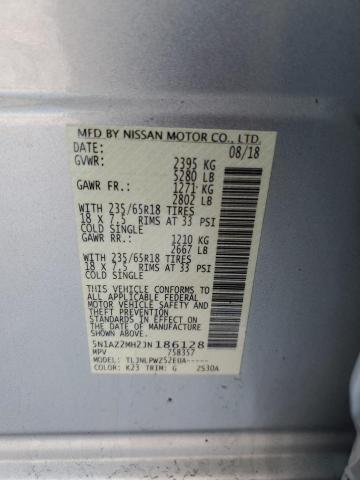 MFD BY NISSAN MOTOR CO., LTD.
DATE: 08/18
GVWR: 2395 KG
5280 LB
GAWR FR.: 1271 KG
2802 LB
WITH 235/65R18 TIRES
18 X 7.5 RIMS AT 33 PSI
COLD SINGLE
GAWR RR.: 1210 KG
2667 LB
WITH 235/65R18 TIRES
18 X 7.5 RIMS AT 33 PSI
COLD SINGLE
THIS VEHICLE CONFORMS TO ALL
APPLICABLE U.S. FEDERAL
MOTOR VEHICLE SAFETY AND
THEFT PREVENTION
STANDARDS IN EFFECT ON THE
DATE OF MANUFACTURE
SHOWN ABOVE.
5N1AZ2MH2JN186128
MPV 758357
TLJNLPWZ52EUA-----
COLOR: K23 TRIM: G 2530A